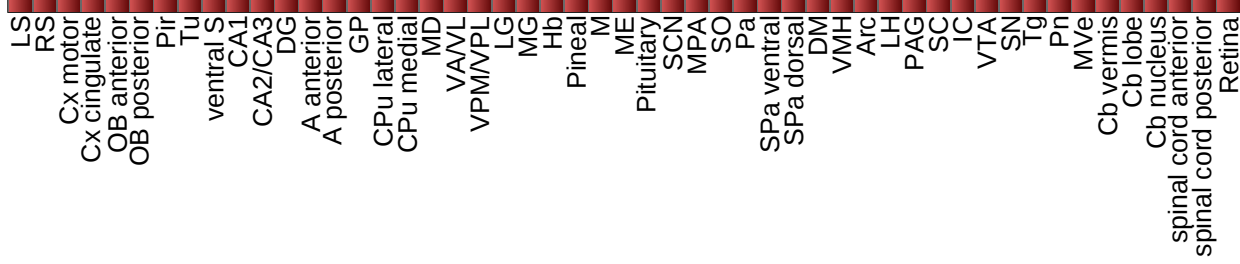 LS
RS
Cx motor
Cx cingulate
OB anterior
OB posterior
Pir
Tu
ventral S
CA1
CA2/CA3
DG
A anterior
A posterior
GP
CPu lateral
CPu medial
MD
VA/VL
VPM/VPL
LG
MG
Hb
Pineal
M
ME
Pituitary
SCN
MPA
SO
Pa
SPa ventral
SPa dorsal
DM
VMH
Arc
LH
PAG
SC
IC
VTA
SN
Tg
Pn
MVe
Cb vermis
Cb lobe
Cb nucleus
spinal cord anterior
spinal cord posterior
Retina